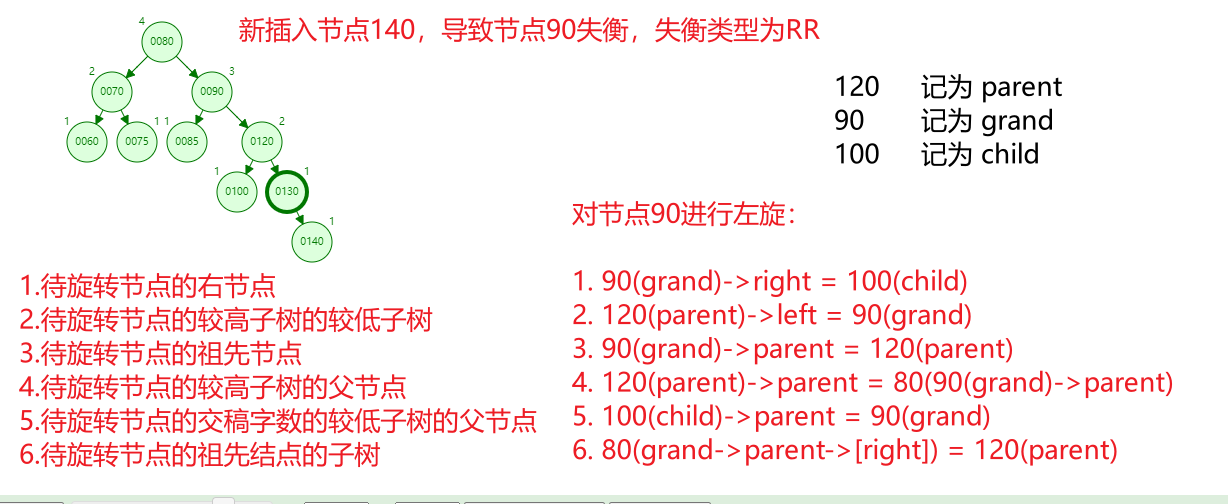 新插入节点140，导致节点90失衡，失衡类型为RR
4
0080
2
0070
3
0090
1
0060
1
0075
1
0085
2
0120
1
0100
1
0130
1
0140
120 记为 parent
90 记为 grand
100 记为 child
1.待旋转节点的右节点
2.待旋转节点的较高子树的较低子树
3.待旋转节点的祖先节点
4.待旋转节点的较高子树的父节点
5.待旋转节点的交稿字数的较低子树的父节点
6.待旋转节点的祖先结点的子树
对节点90进行左旋：
1. 90(grand)->right = 100(child)
2. 120(parent)->left = 90(grand)
3. 90(grand)->parent = 120(parent)
4. 120(parent)->parent = 80(90(grand)->parent)
5. 100(child)->parent = 90(grand)
6. 80(grand->parent->[right]) = 120(parent)